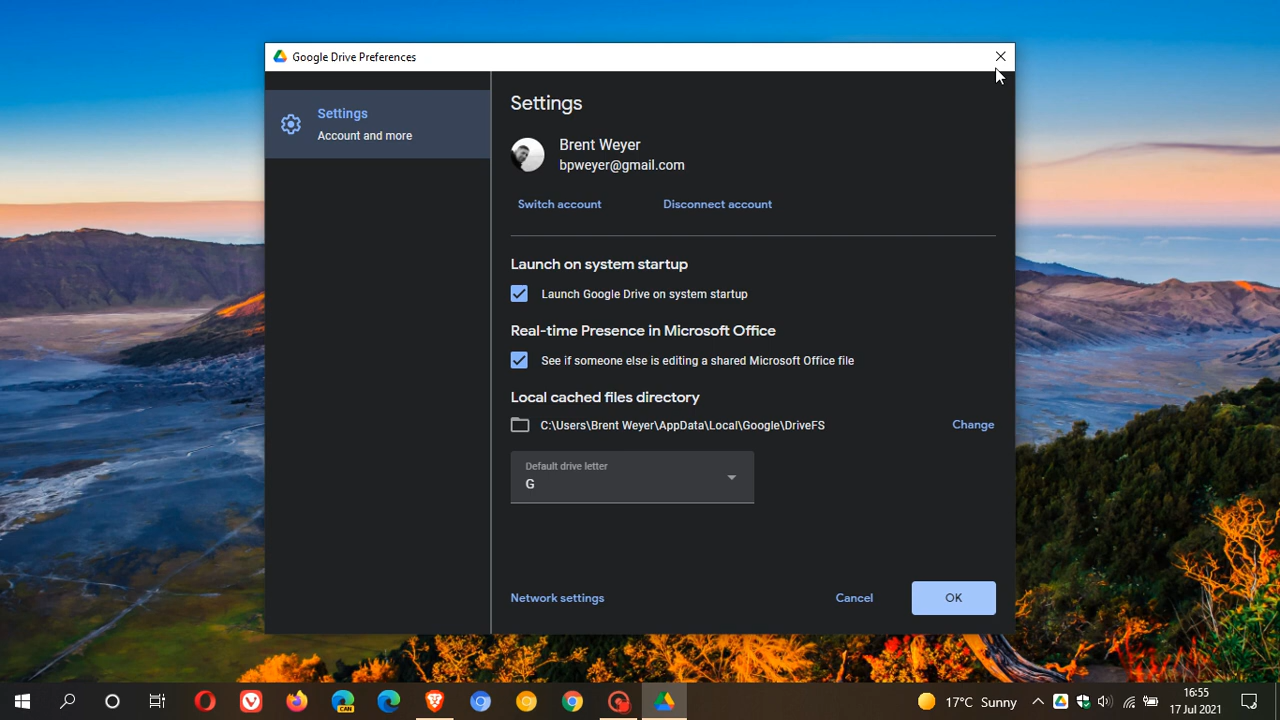 Google Drive Preferences
Settings
Account and more
Settings
Brent Weyer
bpweyer@gmail.com
Switch account
Disconnect account
Launch on system startup
Launch Google Drive on system startup
Real-time Presence in Microsoft Office
See if someone else is editing a shared Microsoft Office file
Local cached files directory
C:\Users\Brent Weyer\AppData\Local\Google\DriveFS
Change
Default drive letter
G
Network settings
Cancel
OK
CAN
17°C Sunny
16:55
17 Jul 2021